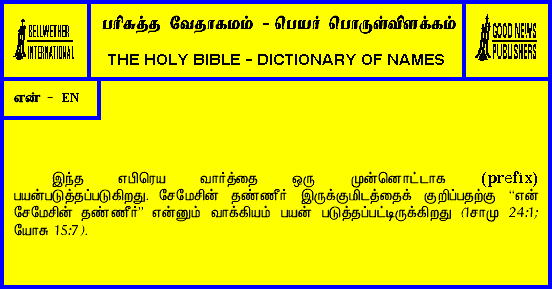 BELLWETHER
INTERNATIONAL
பரிசுத்த வேதாகமம் - பெயர் பொருள்விளக்கம்
THE HOLY BIBLE - DICTIONARY OF NAMES
GOOD NEWS
PUBLISHERS
என் - EN
இந்த எபிரெய வார்த்தை ஒரு முன்னொட்டாக (prefix)
பயன்படுத்தப்படுகிறது. சேமேசின் தண்ணீர் இருக்குமிடத்தைக் குறிப்பதற்கு "என்
சேமேசின் தண்ணீர்" என்னும் வாக்கியம் பயன் படுத்தப்பட்டிருக்கிறது (1சாமு 24:1;
யோசு 15:7).